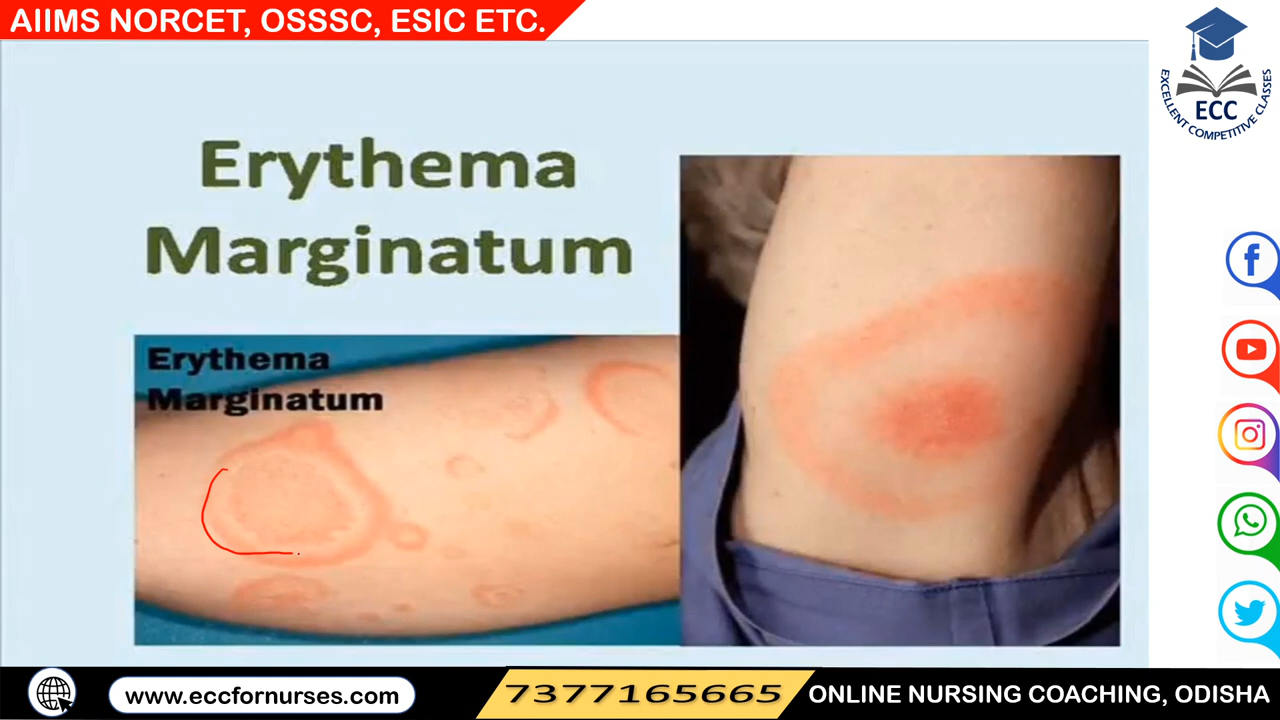 AIIMS NORCET, OSSSC, ESIC ETC.
EXCELLENT COMPETITIVE CLASSES
ECC
Erythema
Marginatum
Erythema
Marginatum
www.eccfornurses.com
7377165665
ONLINE NURSING COACHING, ODISHA